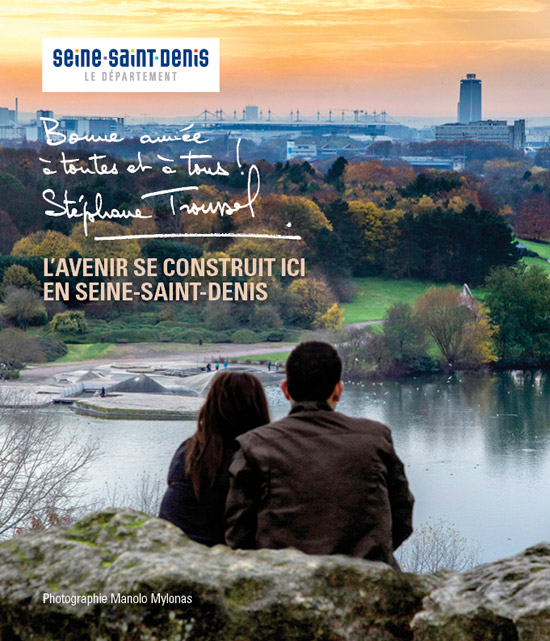 seine-saint-denis
LE DÉPARTEMENT
Bonne année
à toutes et à tous !
Stéphane Troussel
L'AVENIR SE CONSTRUIT ICI
EN SEINE-SAINT-DENIS
Photographie Manolo Mylonas